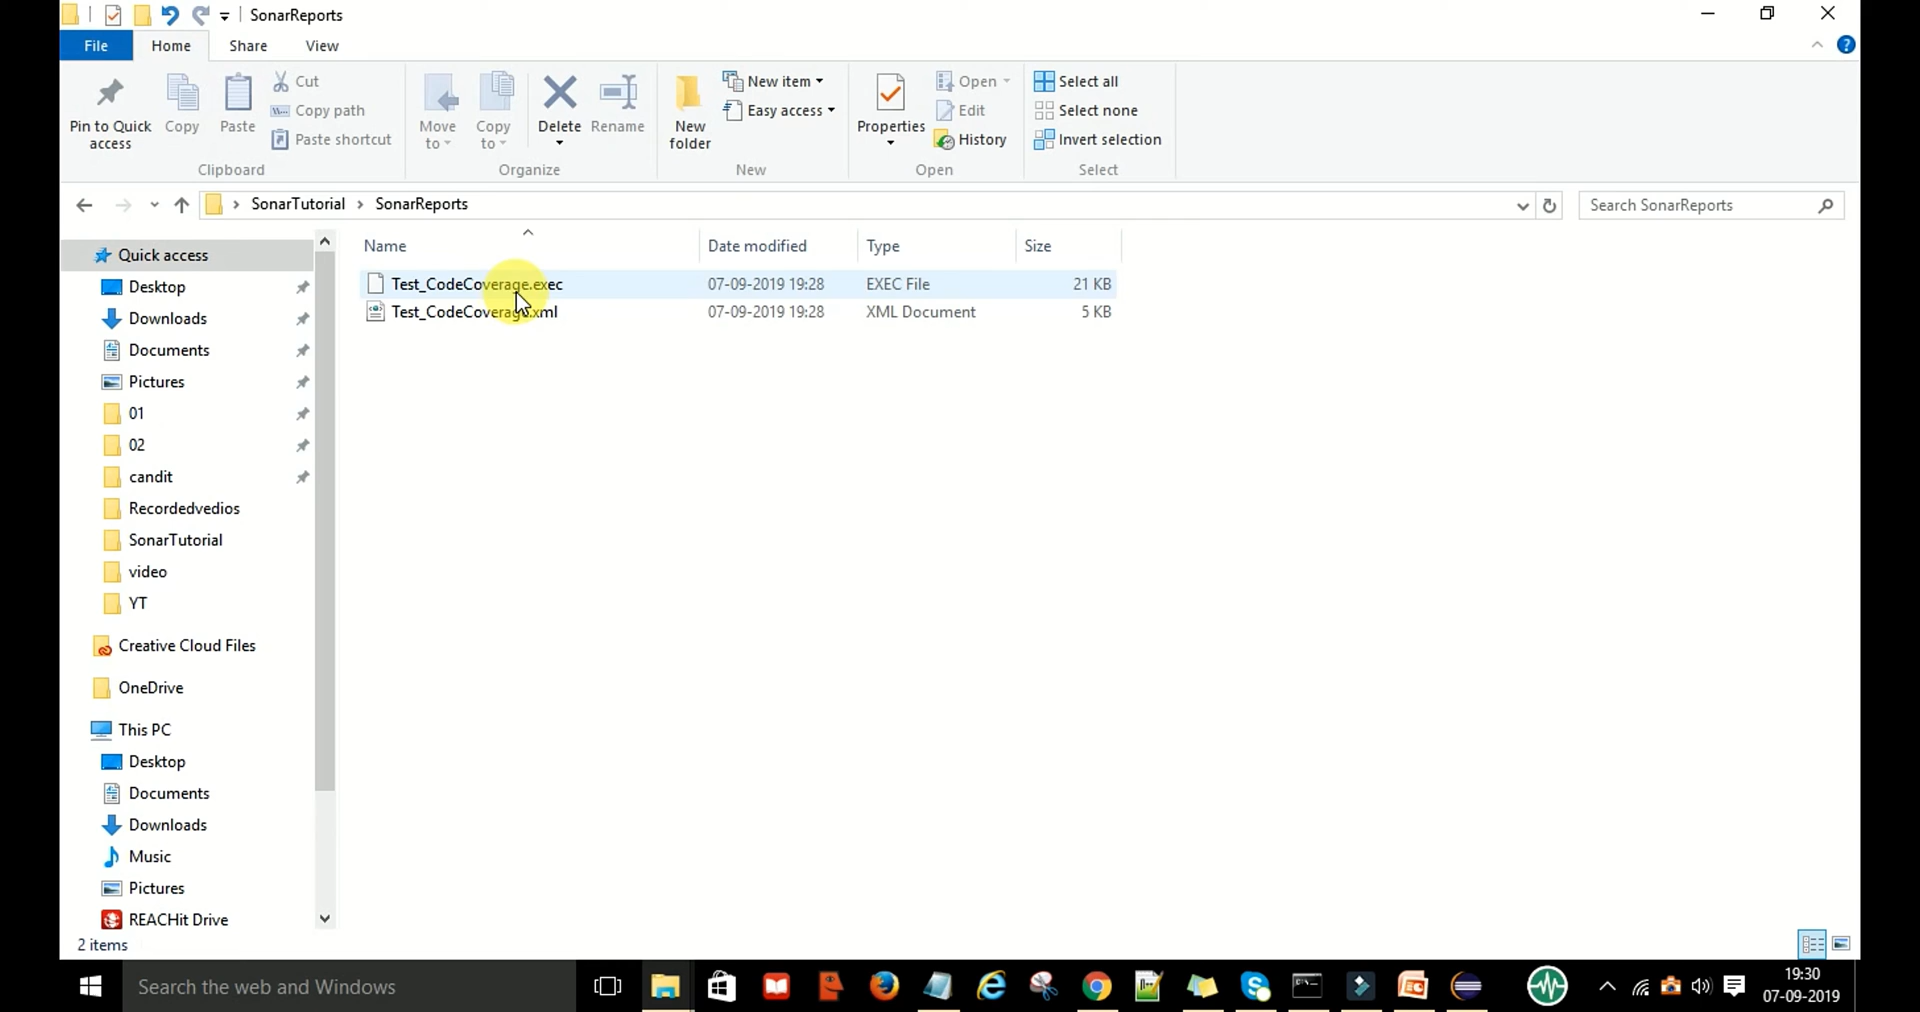 SonarReports
File Home Share View
Pin to Quick access
Copy
Paste
Cut
Copy path
Paste shortcut
Clipboard
Move to
Copy to
Delete
Rename
Organize
New folder
New item
Easy access
New
Properties
Open
Edit
History
Open
Select all
Select none
Invert selection
Select
SonarTutorial > SonarReports
Search SonarReports
Name Date modified Type Size
Test_CodeCoverage.exec 07-09-2019 19:28 EXEC File 21 KB
Test_CodeCoverage.xml 07-09-2019 19:28 XML Document 5 KB
Quick access
Desktop
Downloads
Documents
Pictures
01
02
candit
Recordedvedios
SonarTutorial
video
YT
Creative Cloud Files
OneDrive
This PC
Desktop
Documents
Downloads
Music
Pictures
REACHit Drive
2 items
Search the web and Windows
19:30
07-09-2019